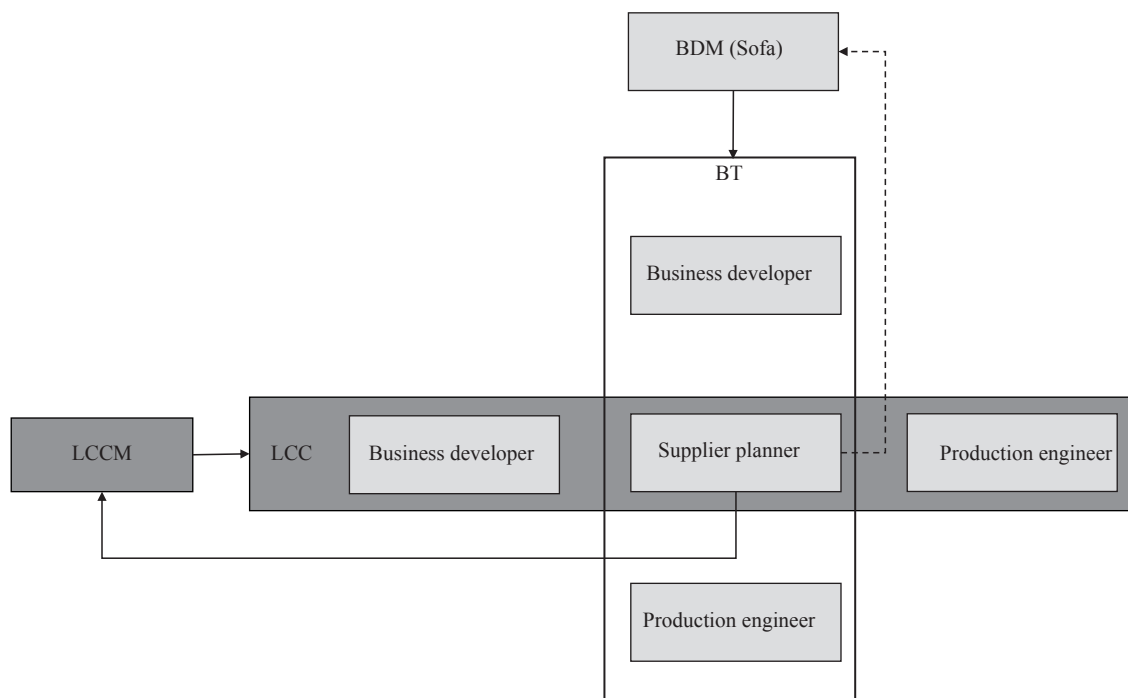 BDM (Sofa)
BT
Business developer
LCCM
LCC
Business developer
Supplier planner
Production engineer
Production engineer